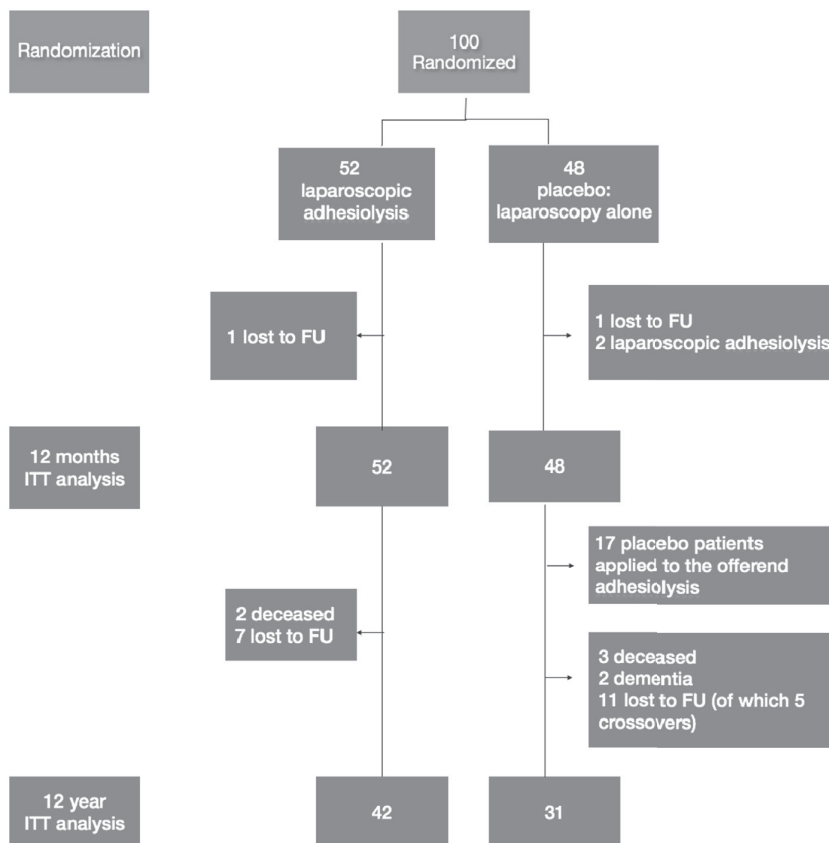 Randomization
100
Randomized
52
laparoscopic
adhesiolysis
48
placebo:
laparoscopy alone
1 lost to FU
1 lost to FU
2 laparoscopic adhesiolysis
12 months
ITT analysis
52
48
17 placebo patients
applied to the offerend
adhesiolysis
2 deceased
7 lost to FU
3 deceased
2 dementia
11 lost to FU (of which 5
crossovers)
12 year
ITT analysis
42
31